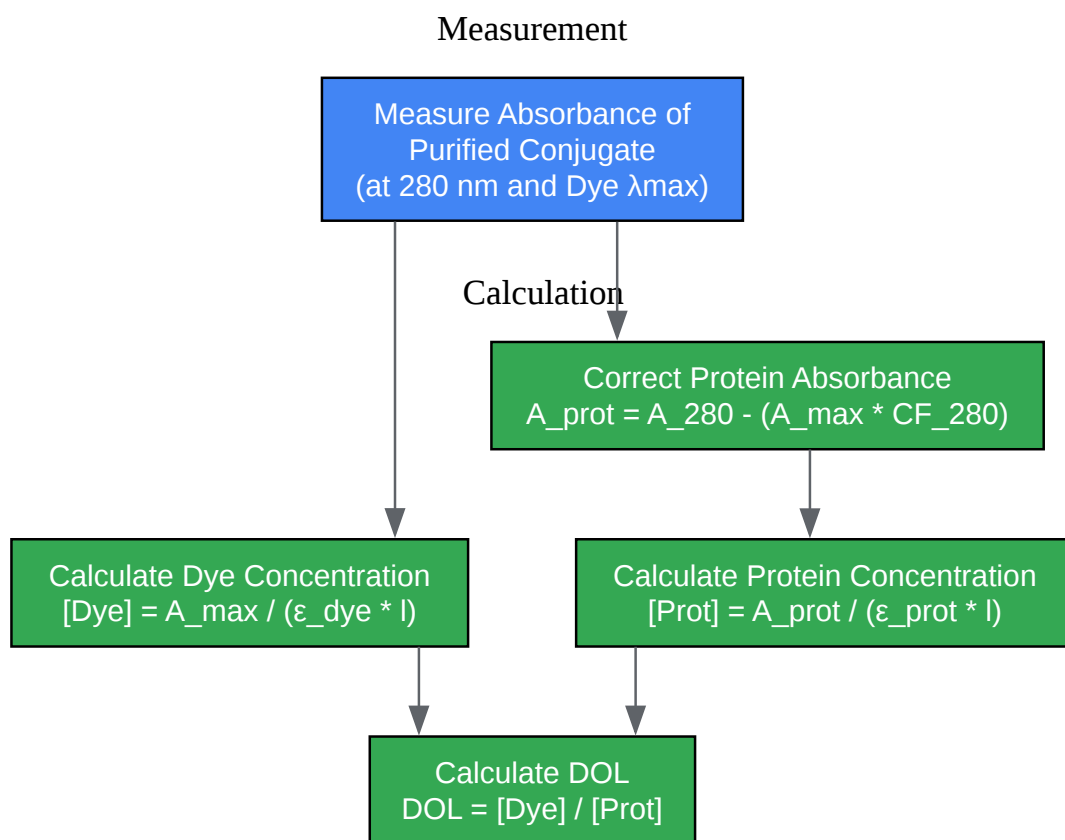 Measurement
Measure Absorbance of
Purified Conjugate
(at 280 nm and Dye λmax)
Calculation
Correct Protein Absorbance
A_prot = A_280 - (A_max * CF_280)
Calculate Dye Concentration
[Dye] = A_max / (ε_dye * l)
Calculate Protein Concentration
[Prot] = A_prot / (ε_prot * l)
Calculate DOL
DOL = [Dye] / [Prot]